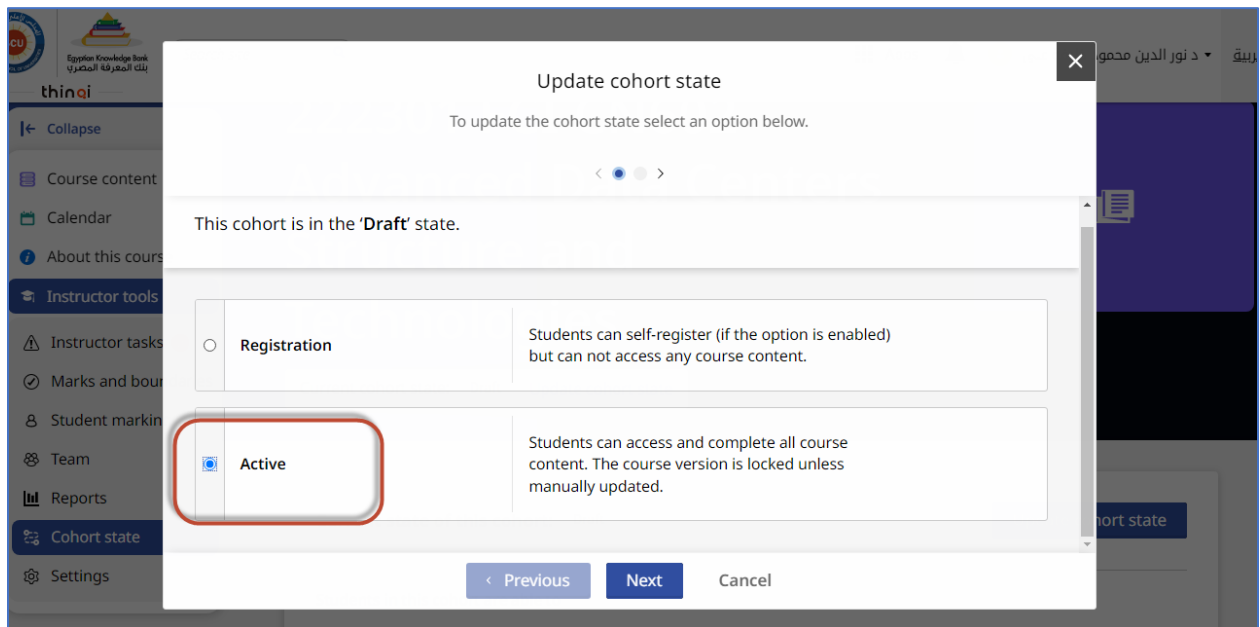 CU
Egyptian Knowledge Bank
بنك المعرفة المصري
thinqi
Collapse
Course content
Calendar
About this cours
Instructor tools
Instructor tasks
Marks and bour
Student markin
Team
Reports
Cohort state
Settings
د نور الدين محمو
ربية
Update cohort state
To update the cohort state select an option below.
This cohort is in the ‘Draft’ state.
Registration
Students can self-register (if the option is enabled)
but can not access any course content.
Active
Students can access and complete all course
content. The course version is locked unless
manually updated.
Previous
Next
Cancel
hort state